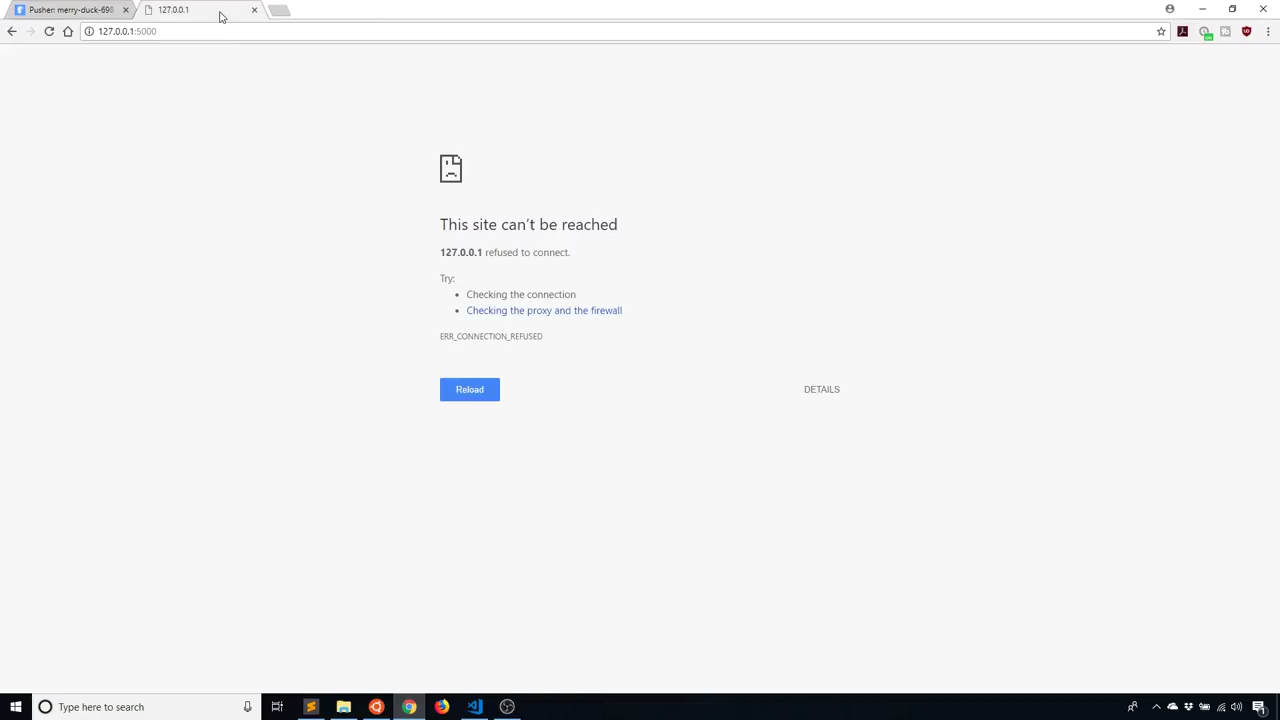 Pusher: merry-duck-698
127.0.0.1
127.0.0.1:5000
This site can't be reached
127.0.0.1 refused to connect.
Try:
Checking the connection
Checking the proxy and the firewall
ERR_CONNECTION_REFUSED
Reload
DETAILS
Type here to search